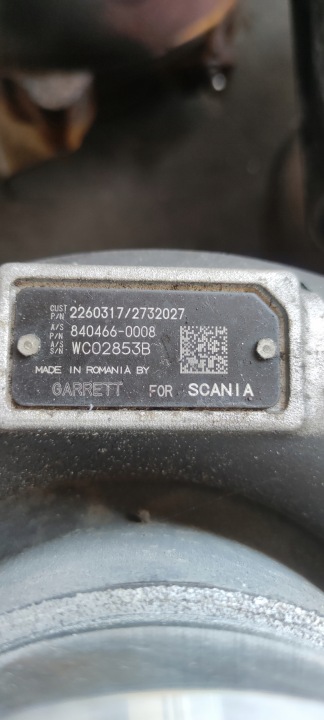 CUST P/N 2260317/2732027
A/S P/N 840466-0008
A/S S/N WC02853B
MADE IN ROMANIA BY
GARRETT FOR SCANIA